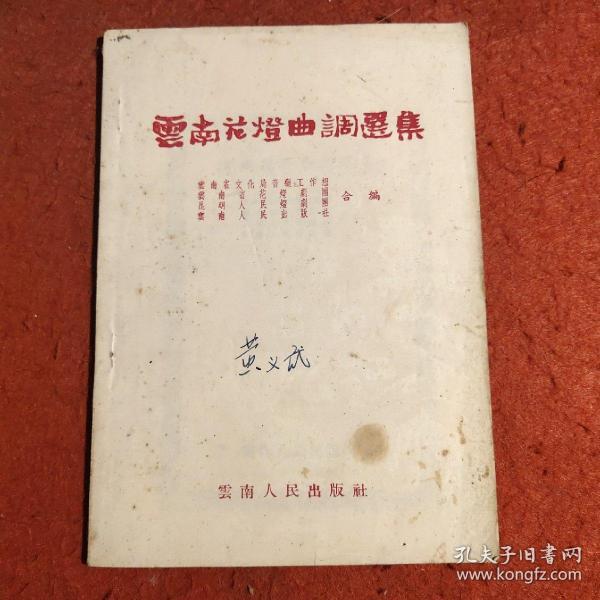 雲南花燈曲調選集
雲南省文化局音樂工作組
雲南省花燈劇團
昆明人民燈劇團
雲南人民出版社
合編
黄义武
雲南人民出版社
孔夫子旧书网
www.kongfz.com